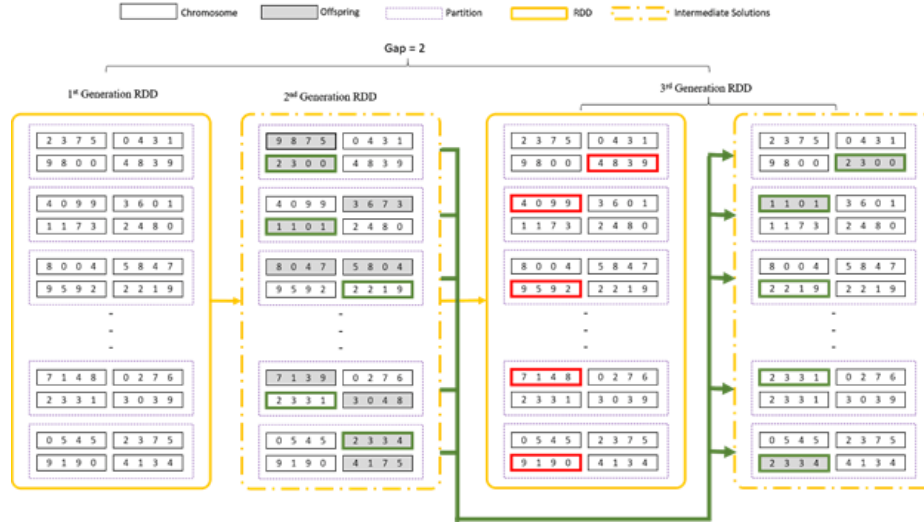 Chromosome Offspring Partition RDD Intermediate Solutions
Gap = 2
1st Generation RDD
2nd Generation RDD
3rd Generation RDD
2 3 7 5 0 4 3 1 9 8 7 5 0 4 3 1 2 3 7 5 0 4 3 1 2 3 7 5 0 4 3 1
9 8 0 0 4 8 3 9 2 3 0 0 4 8 3 9 9 8 0 0 4 8 3 9 9 8 0 0 2 3 0 0
4 0 9 9 3 6 0 1 4 0 9 9 3 6 7 3 4 0 9 9 3 6 0 1 1 1 0 1 3 6 0 1
1 1 7 3 2 4 8 0 1 1 0 1 2 4 8 0 1 1 7 3 2 4 8 0 1 1 7 3 2 4 8 0
8 0 0 4 5 8 4 7 8 0 4 7 5 8 0 4 8 0 0 4 5 8 4 7 8 0 0 4 5 8 4 7
9 5 9 2 2 2 1 9 9 5 9 2 2 2 1 9 9 5 9 2 2 2 1 9 2 2 1 9 2 2 1 9
- - - -
- - - -
- - - -
7 1 4 8 0 2 7 6 7 1 3 9 0 2 7 6 7 1 4 8 0 2 7 6 2 3 3 1 0 2 7 6
2 3 3 1 3 0 3 9 2 3 3 1 3 0 4 8 2 3 3 1 3 0 3 9 2 3 3 1 3 0 3 9
0 5 4 5 2 3 7 5 0 5 4 5 2 3 3 4 0 5 4 5 2 3 7 5 0 5 4 5 2 3 7 5
9 1 9 0 4 1 3 4 9 1 9 0 4 1 7 5 9 1 9 0 4 1 3 4 2 3 3 4 4 1 3 4